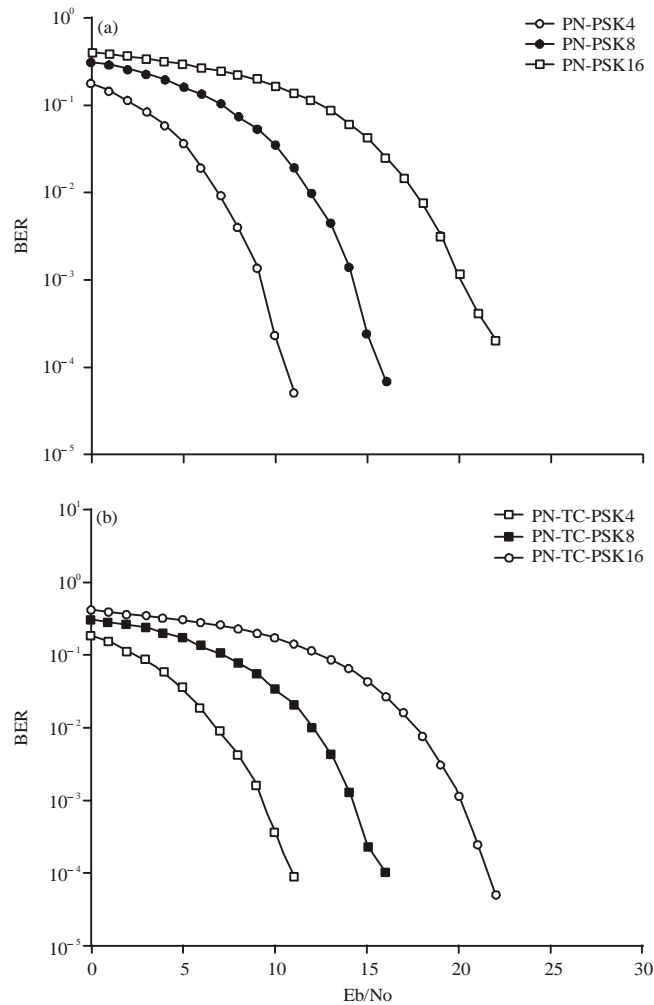 (a)
PN-PSK4
PN-PSK8
PN-PSK16
10^0
10^-1
10^-2
10^-3
10^-4
10^-5
BER
(b)
PN-TC-PSK4
PN-TC-PSK8
PN-TC-PSK16
10^1
10^0
10^-1
10^-2
10^-3
10^-4
10^-5
BER
0 5 10 15 20 25 30
Eb/No